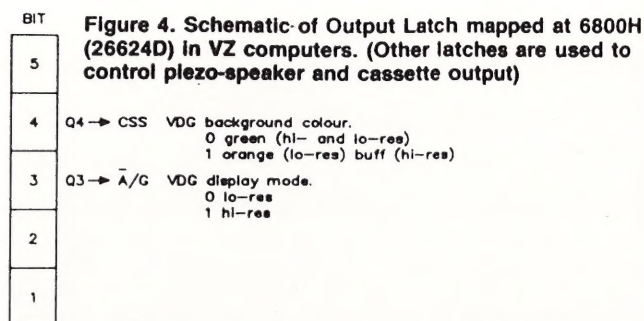 BIT
Figure 4. Schematic of Output Latch mapped at 6800H
(26624D) in VZ computers. (Other latches are used to
control piezo-speaker and cassette output)
5
4 Q4→ CSS VDG background colour.
0 green (hi- and lo-res)
1 orange (lo-res) buff (hi-res)
3 Q3→ A̅/G VDG display mode.
0 lo-res
1 hi-res
2
1